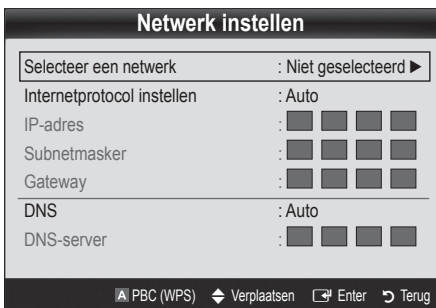 Netwerk instellen
Selecteer een netwerk : Niet geselecteerd ►
Internetprotocol instellen : Auto
IP-adres :
Subnetmasker :
Gateway :
DNS : Auto
DNS-server :
A PBC (WPS) Verplaatsen Enter Terug